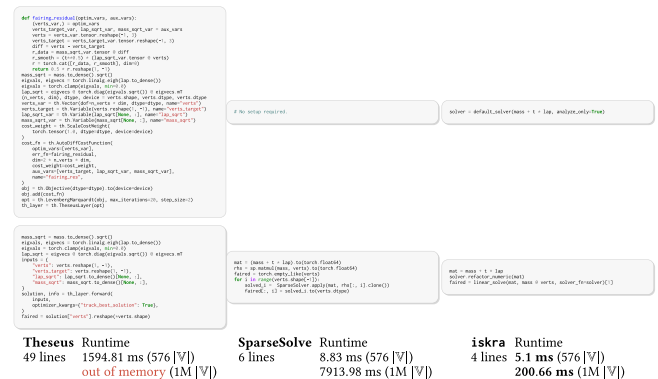 def fairing_residual(optim_vars, aux_vars):
(verts_var,) = optim_vars
verts_target_var, lap_sqrt_var, mass_sqrt_var = aux_vars
verts = verts_var.tensor.reshape(-1, 3)
verts_target = verts_target_var.tensor.reshape(-1, 3)
diff = verts - verts_target
r_data = mass_sqrt_var.tensor @ diff
r_smooth = (t**0.5) * (lap_sqrt_var.tensor @ verts)
r = torch.cat([r_data, r_smooth], dim=0)
return 0.5 * r.reshape(1, -1)
mass_sqrt = mass.to_dense().sqrt()
eigvals, eigvecs = torch.linalg.eigh(lap.to_dense())
eigvals = torch.clamp(eigvals, min=0.0)
lap_sqrt = eigvecs @ torch.diag(eigvals.sqrt()) @ eigvecs.mT
(n_verts, dim), dtype, device = verts.shape, verts.dtype, verts.device
verts_var = th.Vector(dof=n_verts * dim, dtype=dtype, name="verts")
verts_target = th.Variable(verts.reshape(1, -1), name="verts_target")
lap_sqrt_var = th.Variable(lap_sqrt[None, :], name="lap_sqrt")
mass_sqrt_var = th.Variable(mass_sqrt[None, :], name="mass_sqrt")
cost_weight = th.ScaleCostWeight(
torch.tensor(1.0, dtype=dtype, device=device)
)
cost_fn = th.AutoDiffCostFunction(
optim_vars=[verts_var],
err_fn=fairing_residual,
dim=2 * n_verts * dim,
cost_weight=cost_weight,
aux_vars=[verts_target, lap_sqrt_var, mass_sqrt_var],
name="fairing_res",
)
obj = th.Objective(dtype=dtype).to(device=device)
obj.add(cost_fn)
opt = th.LevenbergMarquardt(obj, max_iterations=20, step_size=2)
th_layer = th.TheseusLayer(opt)
# No setup required.
solver = default_solver(mass + t * lap, analyze_only=True)
mass_sqrt = mass.to_dense().sqrt()
eigvals, eigvecs = torch.linalg.eigh(lap.to_dense())
eigvals = torch.clamp(eigvals, min=0.0)
lap_sqrt = eigvecs @ torch.diag(eigvals.sqrt()) @ eigvecs.mT
inputs = {
"verts": verts.reshape(1, -1),
"verts_target": verts.reshape(1, -1),
"lap_sqrt": lap_sqrt.to_dense()[None, :],
"mass_sqrt": mass_sqrt.to_dense()[None, :],
}
solution, info = th_layer.forward(
inputs,
optimizer_kwargs={"track_best_solution": True},
)
faired = solution["verts"].reshape(verts.shape)
mat = (mass + t * lap).to(torch.float64)
rhs = sp.matmul(mass, verts).to(torch.float64)
faired = torch.empty_like(verts)
for i in range(verts.shape[-1]):
solved_i = SparseSolver.apply(mat, rhs[:, i].clone())
faired[:, i] = solved_i.to(verts.dtype)
mat = mass + t * lap
solver.refactor_numeric(mat)
faired = linear_solve(mat, mass @ verts, solver_fn=solver)[1]
Theseus Runtime
49 lines 1594.81 ms (576 |V|)
out of memory (1M |V|)
SparseSolve Runtime
6 lines 8.83 ms (576 |V|)
7913.98 ms (1M |V|)
iskra Runtime
4 lines 5.1 ms (576 |V|)
200.66 ms (1M |V|)